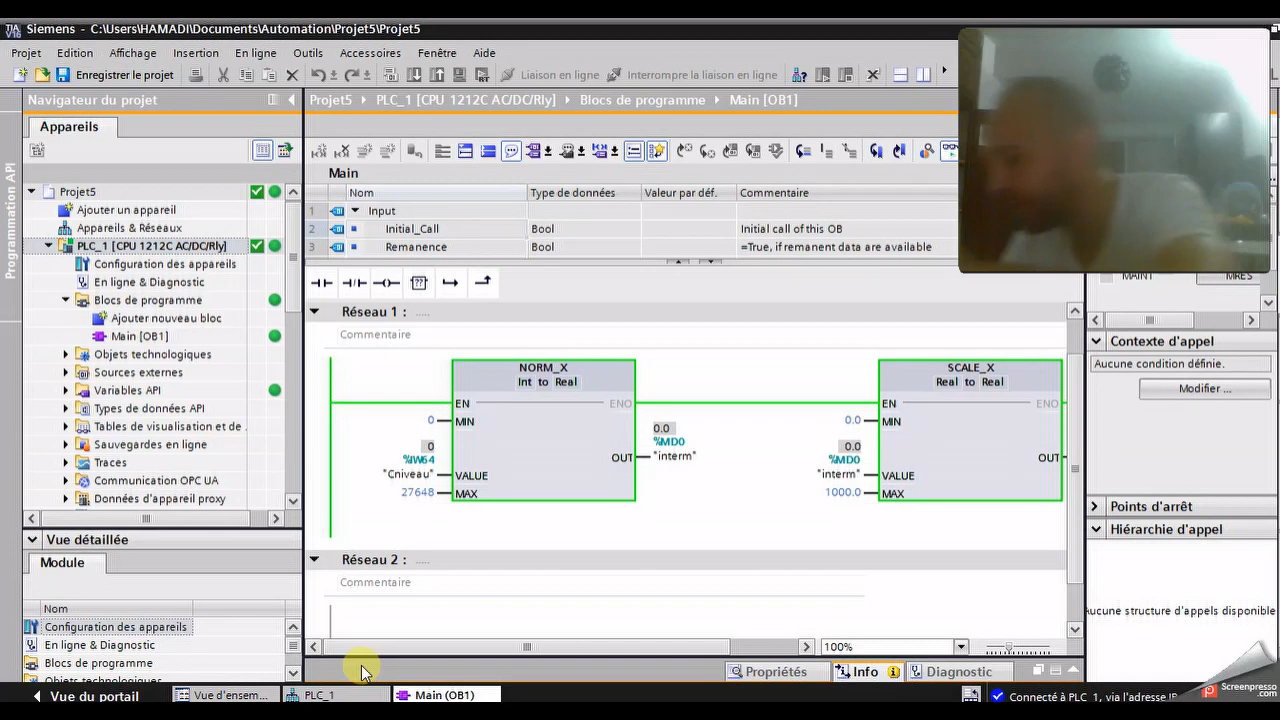 Siemens - C:\Users\HAMADI\Documents\Automation\Projet5\Projet5
Projet Edition Affichage Insertion En ligne Outils Accessoires Fenêtre Aide
Enregistrer le projet Liaison en ligne Interrompre la liaison en ligne
Navigateur du projet
Projet5 PLC_1 [CPU 1212C AC/DC/Rly] Blocs de programme Main [OB1]
Appareils
Programmation API
Projet5
Ajouter un appareil
Appareils & Réseaux
PLC_1 [CPU 1212C AC/DC/Rly]
Configuration des appareils
En ligne & Diagnostic
Blocs de programme
Ajouter nouveau bloc
Main [OB1]
Objets technologiques
Sources externes
Variables API
Types de données API
Tables de visualisation et de
Sauvegardes en ligne
Traces
Communication OPC UA
Données d'appareil proxy
Vue détaillée
Module
Nom
Configuration des appareils
En ligne & Diagnostic
Blocs de programme
Main
Nom Type de données Valeur par déf. Commentaire
1 Input
2 Initial_Call Bool Initial call of this OB
3 Remanence Bool =True, if remanent data are available
Réseau 1 : .....
Commentaire
NORM_X
Int to Real
EN ENO
0 MIN
0
%IW64
"Cniveau" VALUE
27648 MAX
OUT
0.0
%MD0
"interm"
SCALE_X
Real to Real
EN ENO
0.0 MIN
0.0
%MD0
"interm" VALUE
1000.0 MAX
OUT
Réseau 2 : .....
Commentaire
100%
Propriétés Info Diagnostic
MAINT MRES
Contexte d'appel
Aucune condition définie.
Modifier ...
Points d'arrêt
Hiérarchie d'appel
Aucune structure d'appels disponible
Vue du portail Vue d'ensem... PLC_1 Main (OB1) Connecté à PLC_1, via l'adresse IP
Screenpresso
.com